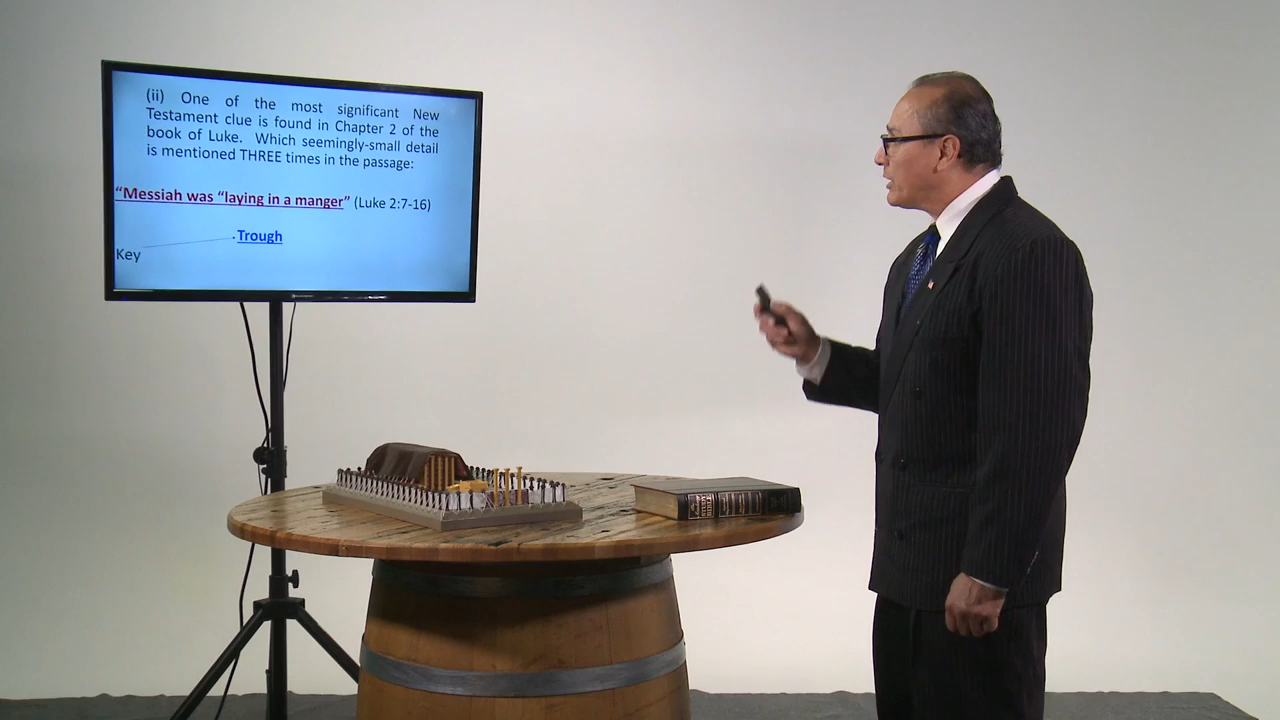 (ii) One of the most significant New
Testament clue is found in Chapter 2 of the
book of Luke. Which seemingly-small detail
is mentioned THREE times in the passage:
“Messiah was “laying in a manger” (Luke 2:7-16)
Trough
Key
STUDY BIBLE